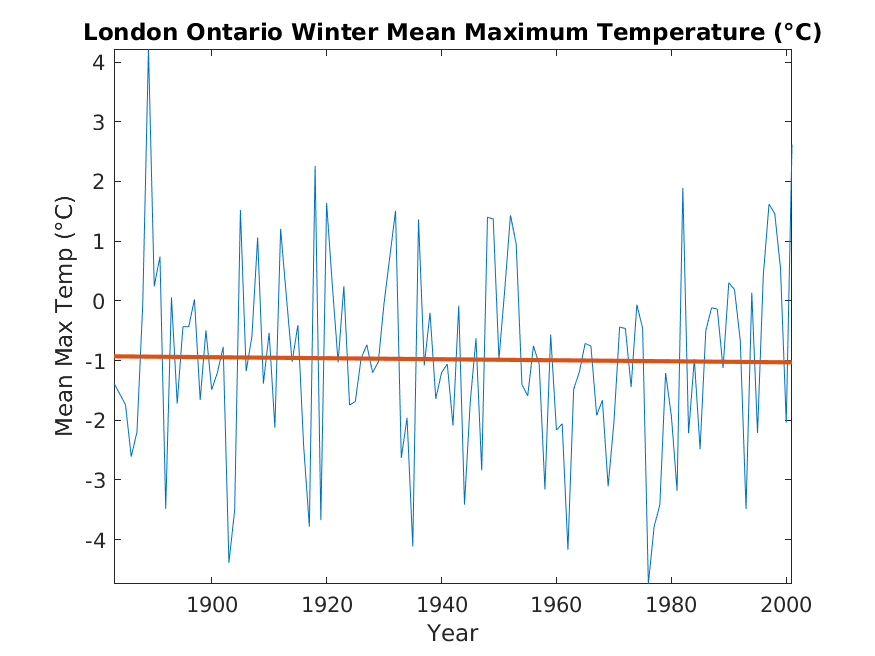 London Ontario Winter Mean Maximum Temperature (°C)
4
3
2
1
0
-1
-2
-3
-4
Mean Max Temp (°C)
1900 1920 1940 1960 1980 2000
Year